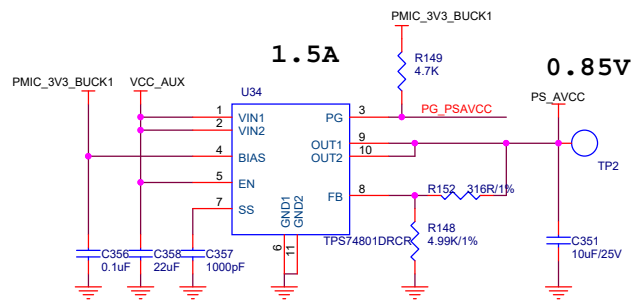 PMIC_3V3_BUCK1
1.5A
R149
4.7K
0.85V
PMIC_3V3_BUCK1
VCC_AUX
U34
PS_AVCC
1
VIN1
PG
3
PG_PSAVCC
2
VIN2
OUT1
9
4
BIAS
OUT2
10
TP2
5
EN
FB
8
R152
316R/1%
7
SS
GND1
GND2
6
11
TPS74801DRCR
R148
4.99K/1%
C356
0.1uF
C358
22uF
C357
1000pF
C351
10uF/25V